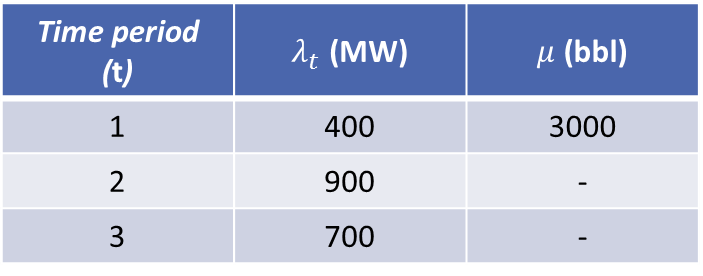 Time period (t) λt (MW) μ (bbl)
1 400 3000
2 900 -
3 700 -